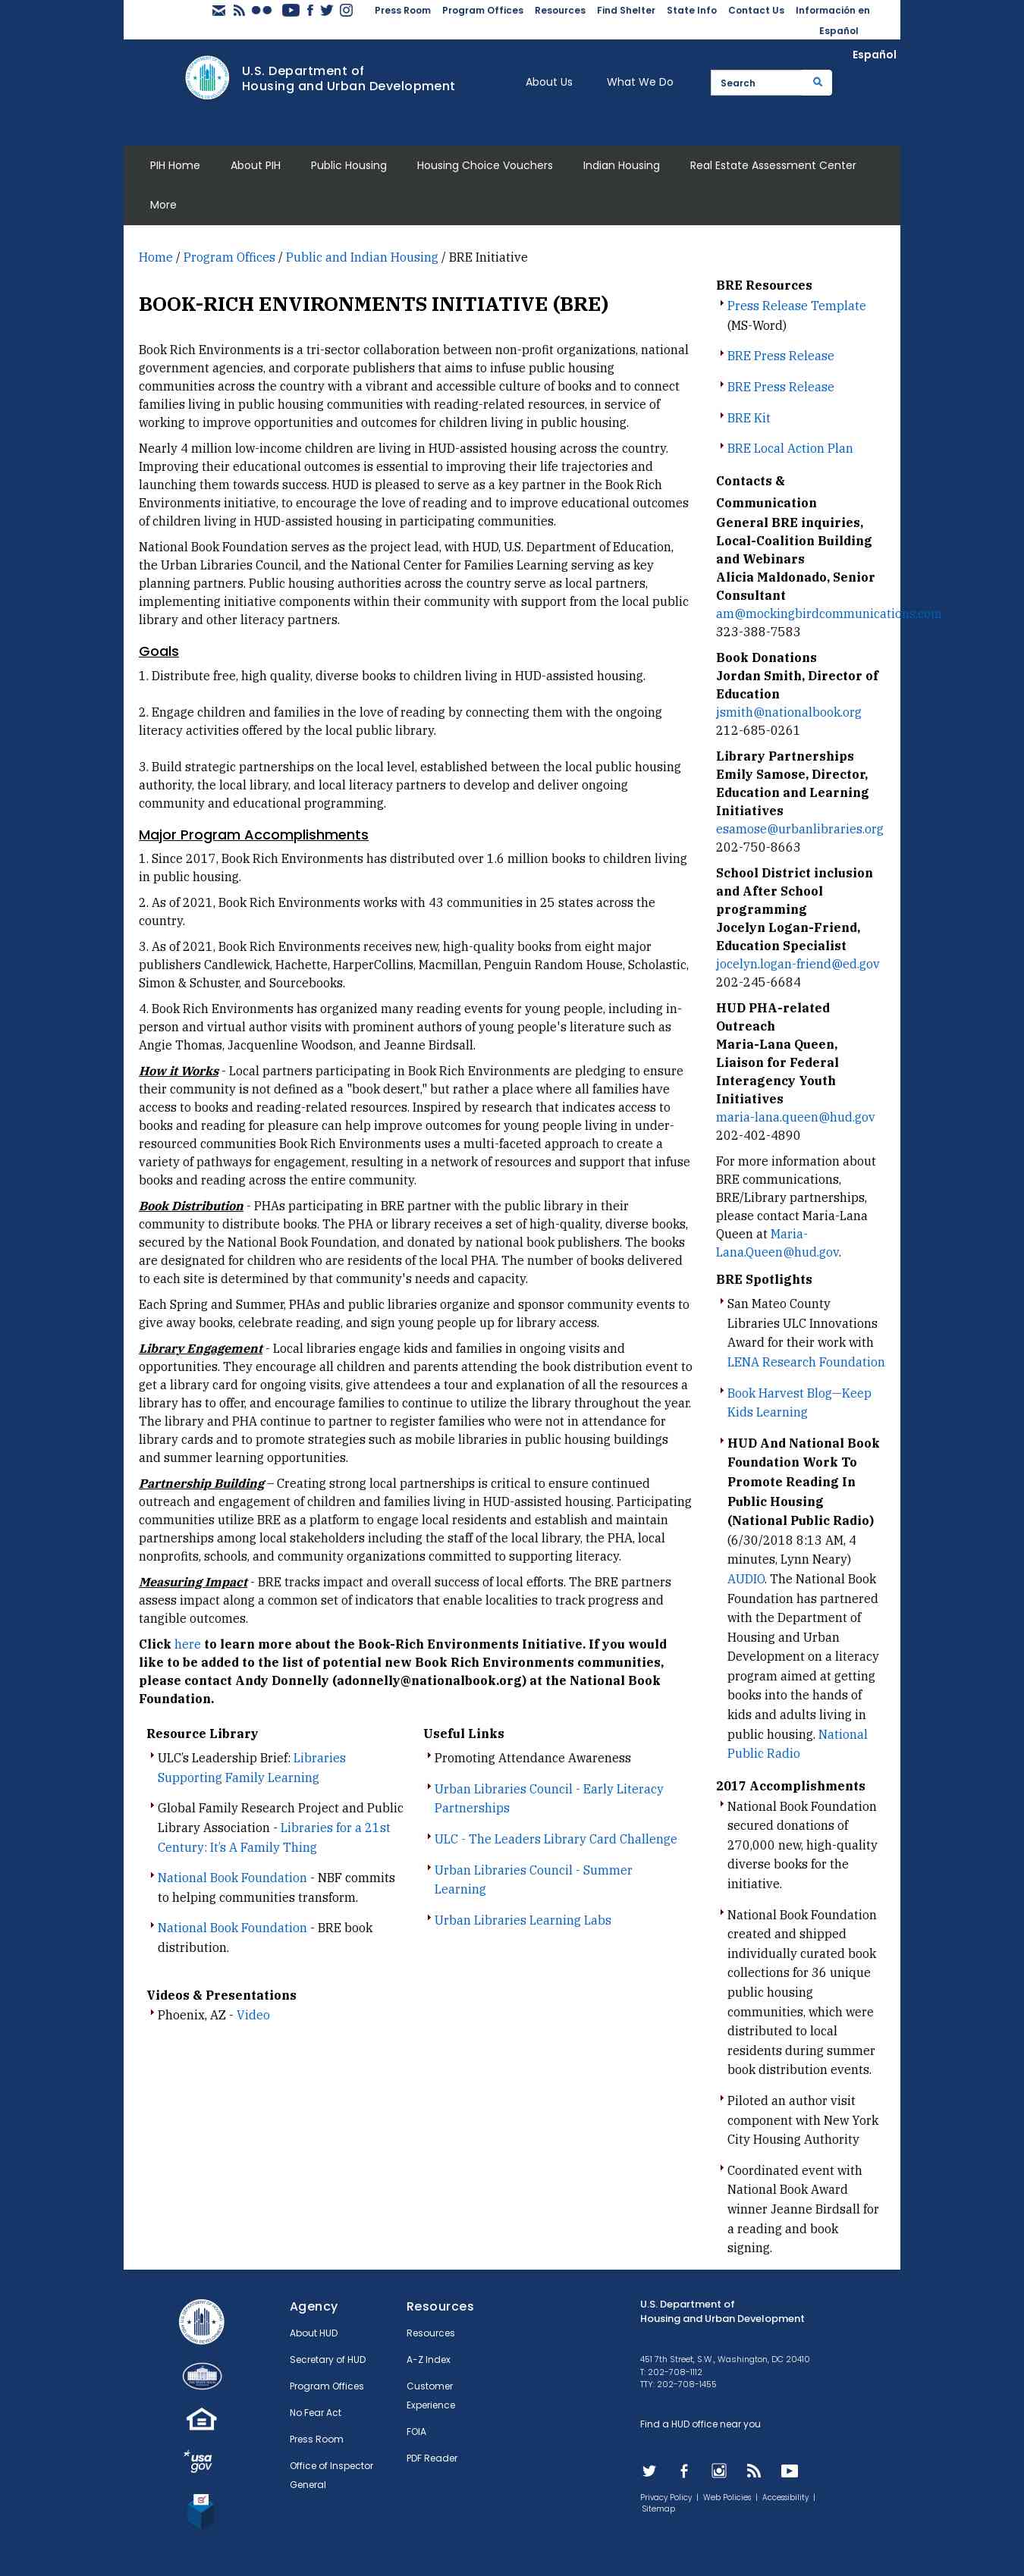 Press Room Program Offices Resources Find Shelter State Info Contact Us Información en
Español
Español
U.S. Department of
Housing and Urban Development
About Us What We Do Search
PIH Home About PIH Public Housing Housing Choice Vouchers Indian Housing Real Estate Assessment Center
More
Home / Program Offices / Public and Indian Housing / BRE Initiative
BOOK-RICH ENVIRONMENTS INITIATIVE (BRE)
Book Rich Environments is a tri-sector collaboration between non-profit organizations, national
government agencies, and corporate publishers that aims to infuse public housing
communities across the country with a vibrant and accessible culture of books and to connect
families living in public housing communities with reading-related resources, in service of
working to improve opportunities and outcomes for children living in public housing.
Nearly 4 million low-income children are living in HUD-assisted housing across the country.
Improving their educational outcomes is essential to improving their life trajectories and
launching them towards success. HUD is pleased to serve as a key partner in the Book Rich
Environments initiative, to encourage the love of reading and to improve educational outcomes
of children living in HUD-assisted housing in participating communities.
National Book Foundation serves as the project lead, with HUD, U.S. Department of Education,
the Urban Libraries Council, and the National Center for Families Learning serving as key
planning partners. Public housing authorities across the country serve as local partners,
implementing initiative components within their community with support from the local public
library and other literacy partners.
Goals
1. Distribute free, high quality, diverse books to children living in HUD-assisted housing.
2. Engage children and families in the love of reading by connecting them with the ongoing
literacy activities offered by the local public library.
3. Build strategic partnerships on the local level, established between the local public housing
authority, the local library, and local literacy partners to develop and deliver ongoing
community and educational programming.
Major Program Accomplishments
1. Since 2017, Book Rich Environments has distributed over 1.6 million books to children living
in public housing.
2. As of 2021, Book Rich Environments works with 43 communities in 25 states across the
country.
3. As of 2021, Book Rich Environments receives new, high-quality books from eight major
publishers Candlewick, Hachette, HarperCollins, Macmillan, Penguin Random House, Scholastic,
Simon & Schuster, and Sourcebooks.
4. Book Rich Environments has organized many reading events for young people, including in-
person and virtual author visits with prominent authors of young people's literature such as
Angie Thomas, Jacquenline Woodson, and Jeanne Birdsall.
How it Works - Local partners participating in Book Rich Environments are pledging to ensure
their community is not defined as a "book desert," but rather a place where all families have
access to books and reading-related resources. Inspired by research that indicates access to
books and reading for pleasure can help improve outcomes for young people living in under-
resourced communities Book Rich Environments uses a multi-faceted approach to create a
variety of pathways for engagement, resulting in a network of resources and support that infuse
books and reading across the entire community.
Book Distribution - PHAs participating in BRE partner with the public library in their
community to distribute books. The PHA or library receives a set of high-quality, diverse books,
secured by the National Book Foundation, and donated by national book publishers. The books
are designated for children who are residents of the local PHA. The number of books delivered
to each site is determined by that community's needs and capacity.
Each Spring and Summer, PHAs and public libraries organize and sponsor community events to
give away books, celebrate reading, and sign young people up for library access.
Library Engagement - Local libraries engage kids and families in ongoing visits and
opportunities. They encourage all children and parents attending the book distribution event to
get a library card for ongoing visits, give attendees a tour and explanation of all the resources a
library has to offer, and encourage families to continue to utilize the library throughout the year.
The library and PHA continue to partner to register families who were not in attendance for
library cards and to promote strategies such as mobile libraries in public housing buildings
and summer learning opportunities.
Partnership Building – Creating strong local partnerships is critical to ensure continued
outreach and engagement of children and families living in HUD-assisted housing. Participating
communities utilize BRE as a platform to engage local residents and establish and maintain
partnerships among local stakeholders including the staff of the local library, the PHA, local
nonprofits, schools, and community organizations committed to supporting literacy.
Measuring Impact - BRE tracks impact and overall success of local efforts. The BRE partners
assess impact along a common set of indicators that enable localities to track progress and
tangible outcomes.
Click here to learn more about the Book-Rich Environments Initiative. If you would
like to be added to the list of potential new Book Rich Environments communities,
please contact Andy Donnelly (adonnelly@nationalbook.org) at the National Book
Foundation.
Resource Library
ULC's Leadership Brief: Libraries
Supporting Family Learning
Global Family Research Project and Public
Library Association - Libraries for a 21st
Century: It's A Family Thing
National Book Foundation - NBF commits
to helping communities transform.
National Book Foundation - BRE book
distribution.
Useful Links
Promoting Attendance Awareness
Urban Libraries Council - Early Literacy
Partnerships
ULC - The Leaders Library Card Challenge
Urban Libraries Council - Summer
Learning
Urban Libraries Learning Labs
Videos & Presentations
Phoenix, AZ - Video
BRE Resources
Press Release Template
(MS-Word)
BRE Press Release
BRE Press Release
BRE Kit
BRE Local Action Plan
Contacts &
Communication
General BRE inquiries,
Local-Coalition Building
and Webinars
Alicia Maldonado, Senior
Consultant
am@mockingbirdcommunications.com
323-388-7583
Book Donations
Jordan Smith, Director of
Education
jsmith@nationalbook.org
212-685-0261
Library Partnerships
Emily Samose, Director,
Education and Learning
Initiatives
esamose@urbanlibraries.org
202-750-8663
School District inclusion
and After School
programming
Jocelyn Logan-Friend,
Education Specialist
jocelyn.logan-friend@ed.gov
202-245-6684
HUD PHA-related
Outreach
Maria-Lana Queen,
Liaison for Federal
Interagency Youth
Initiatives
maria-lana.queen@hud.gov
202-402-4890
For more information about
BRE communications,
BRE/Library partnerships,
please contact Maria-Lana
Queen at Maria-
Lana.Queen@hud.gov.
BRE Spotlights
San Mateo County
Libraries ULC Innovations
Award for their work with
LENA Research Foundation
Book Harvest Blog—Keep
Kids Learning
HUD And National Book
Foundation Work To
Promote Reading In
Public Housing
(National Public Radio)
(6/30/2018 8:13 AM, 4
minutes, Lynn Neary)
AUDIO. The National Book
Foundation has partnered
with the Department of
Housing and Urban
Development on a literacy
program aimed at getting
books into the hands of
kids and adults living in
public housing. National
Public Radio
2017 Accomplishments
National Book Foundation
secured donations of
270,000 new, high-quality
diverse books for the
initiative.
National Book Foundation
created and shipped
individually curated book
collections for 36 unique
public housing
communities, which were
distributed to local
residents during summer
book distribution events.
Piloted an author visit
component with New York
City Housing Authority
Coordinated event with
National Book Award
winner Jeanne Birdsall for
a reading and book
signing.
usa
gov
Agency
About HUD
Secretary of HUD
Program Offices
No Fear Act
Press Room
Office of Inspector
General
Resources
Resources
A-Z Index
Customer
Experience
FOIA
PDF Reader
U.S. Department of
Housing and Urban Development
451 7th Street, S.W., Washington, DC 20410
T: 202-708-1112
TTY: 202-708-1455
Find a HUD office near you
Privacy Policy | Web Policies | Accessibility |
Sitemap